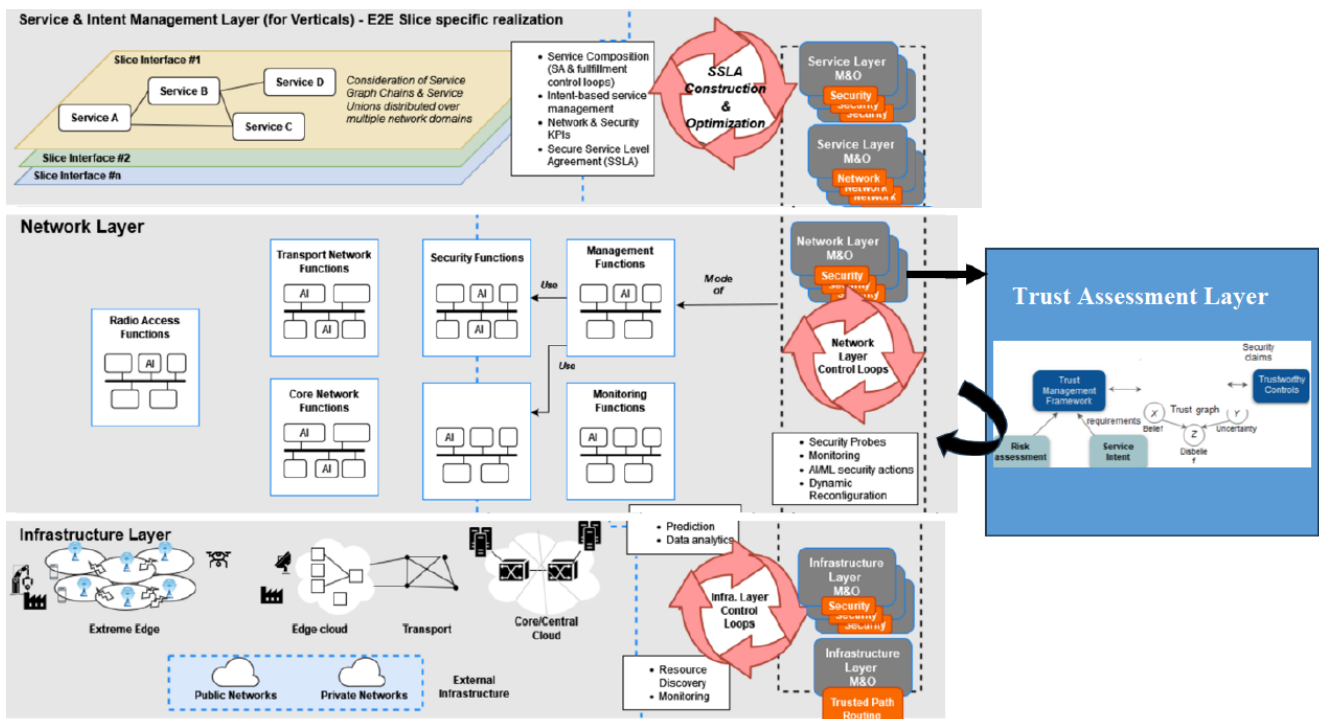 Service & Intent Management Layer (for Verticals) - E2E Slice specific realization
Slice Interface #1
Service A
Service B
Service D
Service C
Consideration of Service
Graph Chains & Service
Unions distributed over
multiple network domains
Slice Interface #2
Slice Interface #n
• Service Composition
(SA & fullfillment
control loops)
• Intent-based service
management
• Network & Security
KPIs
• Secure Service Level
Agreement (SSLA)
SSLA
Construction
&
Optimization
Service Layer
M&O
Security
Security
Service Layer
M&O
Network
Network
Network
Network Layer
Radio Access
Functions
AI
Transport Network
Functions
AI
AI
Core Network
Functions
AI
AI
Security Functions
AI
AI
AI
Use
Use
Management
Functions
AI
Monitoring
Functions
AI
AI
Mode
of
Network Layer
M&O
Security
Security
Network
Layer
Control Loops
• Security Probes
• Monitoring
• AI/ML security actions
• Dynamic
Reconfiguration
Trust Assessment Layer
Security
claims
Trust
Management
Framework
Trustworthy
Controls
Trust graph
requirements
X
Belief
Y
Uncertainty
Z
Disbelie
f
Risk
assessment
Service
Intent
Infrastructure Layer
Extreme Edge
Edge cloud
Transport
Core/Central
Cloud
Public Networks
Private Networks
External
Infrastructure
• Prediction
• Data analytics
Infra. Layer
Control
Loops
• Resource
Discovery
• Monitoring
Infrastructure
Layer
M&O
Security
Security
Infrastructure
Layer
M&O
Trusted Path
Routing